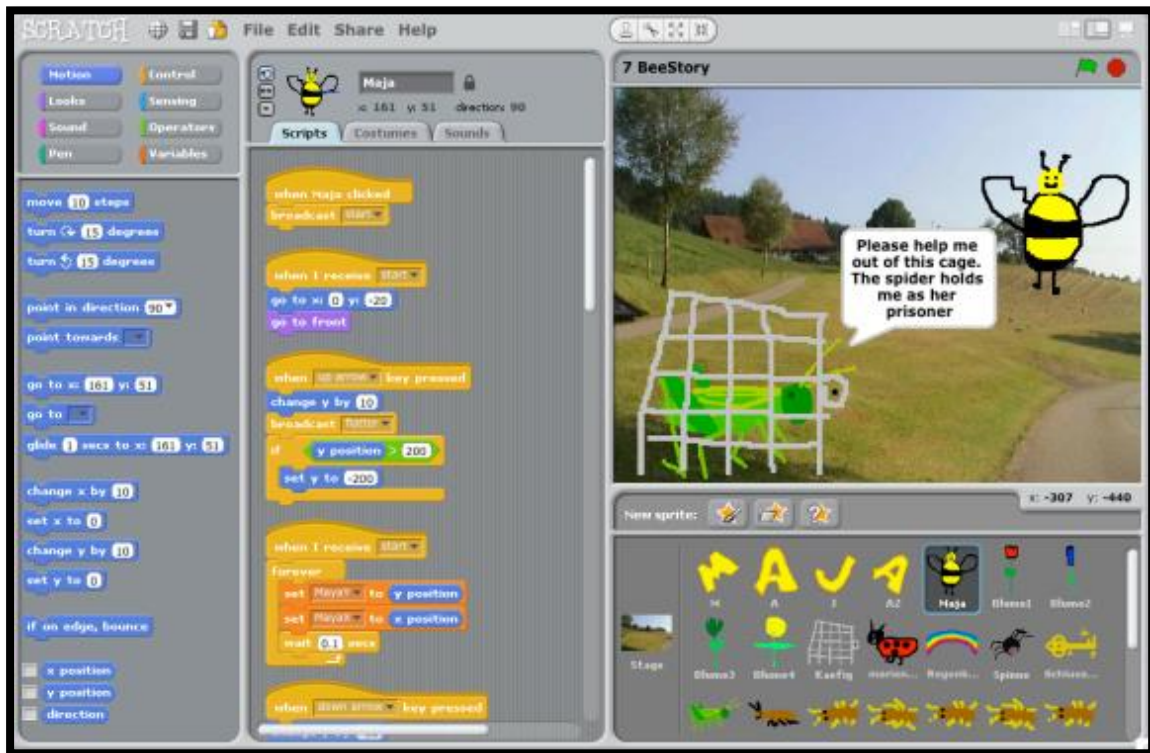 SCRATCH File Edit Share Help
Motion Control
Looks Sensing
Sound Operators
Pen Variables
move 10 steps
turn 15 degrees
turn 15 degrees
point in direction 90
point towards
go to x: 161 y: 51
go to
glide 1 secs to x: 161 y: 51
change x by 10
set x to 0
change y by 10
set y to 0
if on edge, bounce
x position
y position
direction
Maja
x: 161 y: 51 direction: 90
Scripts Costumes Sounds
when Maja clicked
broadcast start
when I receive start
go to x: 0 y: -20
go to front
when up arrow key pressed
change y by 10
broadcast
if y position > 200
set y to -200
when I receive start
forever
set to y position
set to x position
wait 0.1 secs
when down arrow key pressed
7 BeeStory
Please help me
out of this cage.
The spider holds
me as her
prisoner
x: -307 y: -440
New sprite:
Stage
M A J A2 Maja Blume1 Blume2
Blume3 Blume4 Kaefig marien... Regenb... Spinne Schlues...